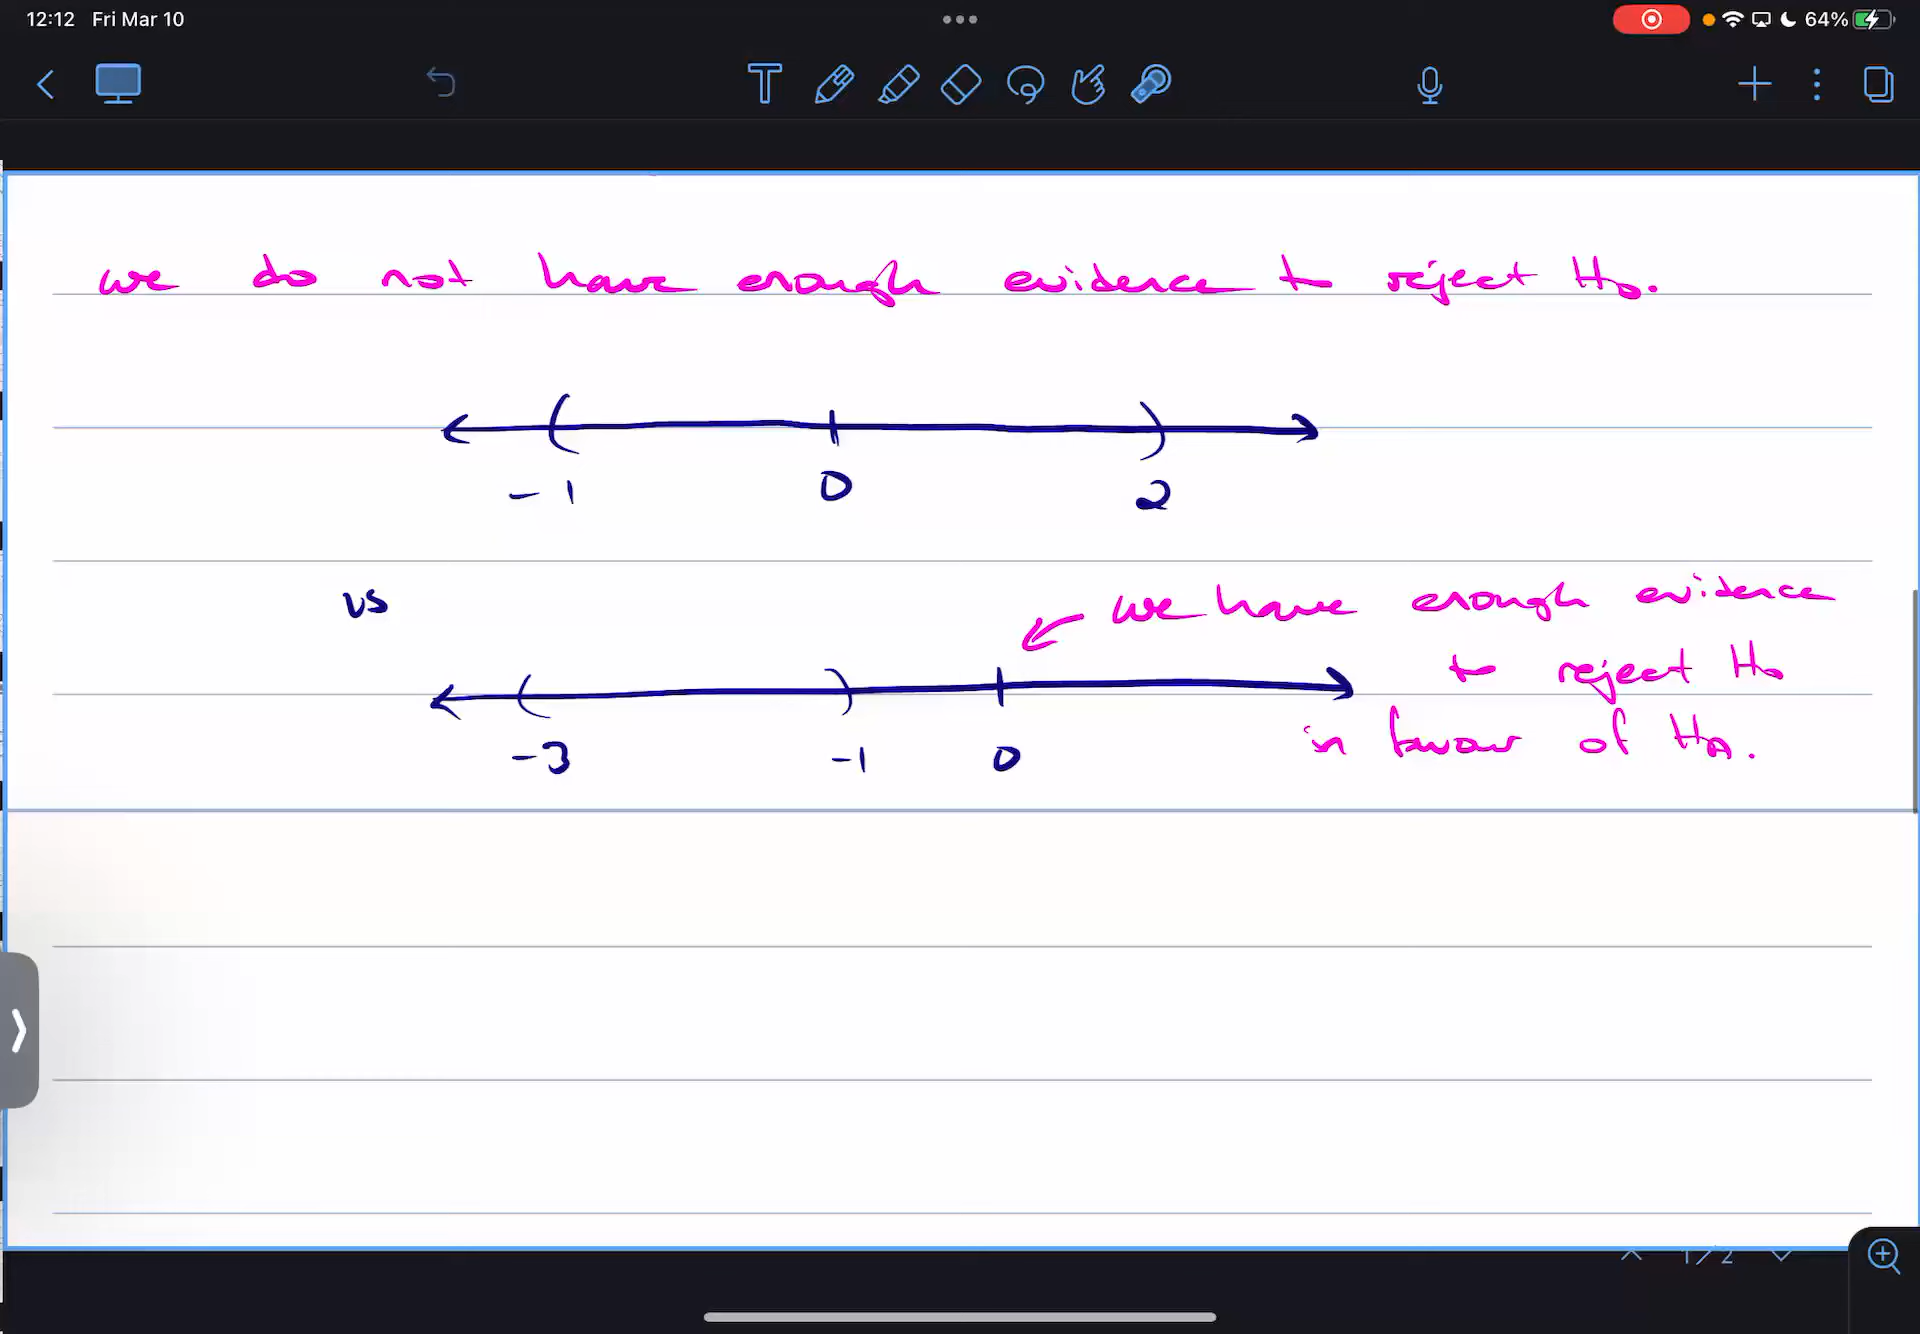 12:12 Fri Mar 10
64%
we do not have enough evidence to reject H0.
-1 0 2
vs
we have enough evidence
to reject H0
in favour of HA.
-3 -1 0
1/2